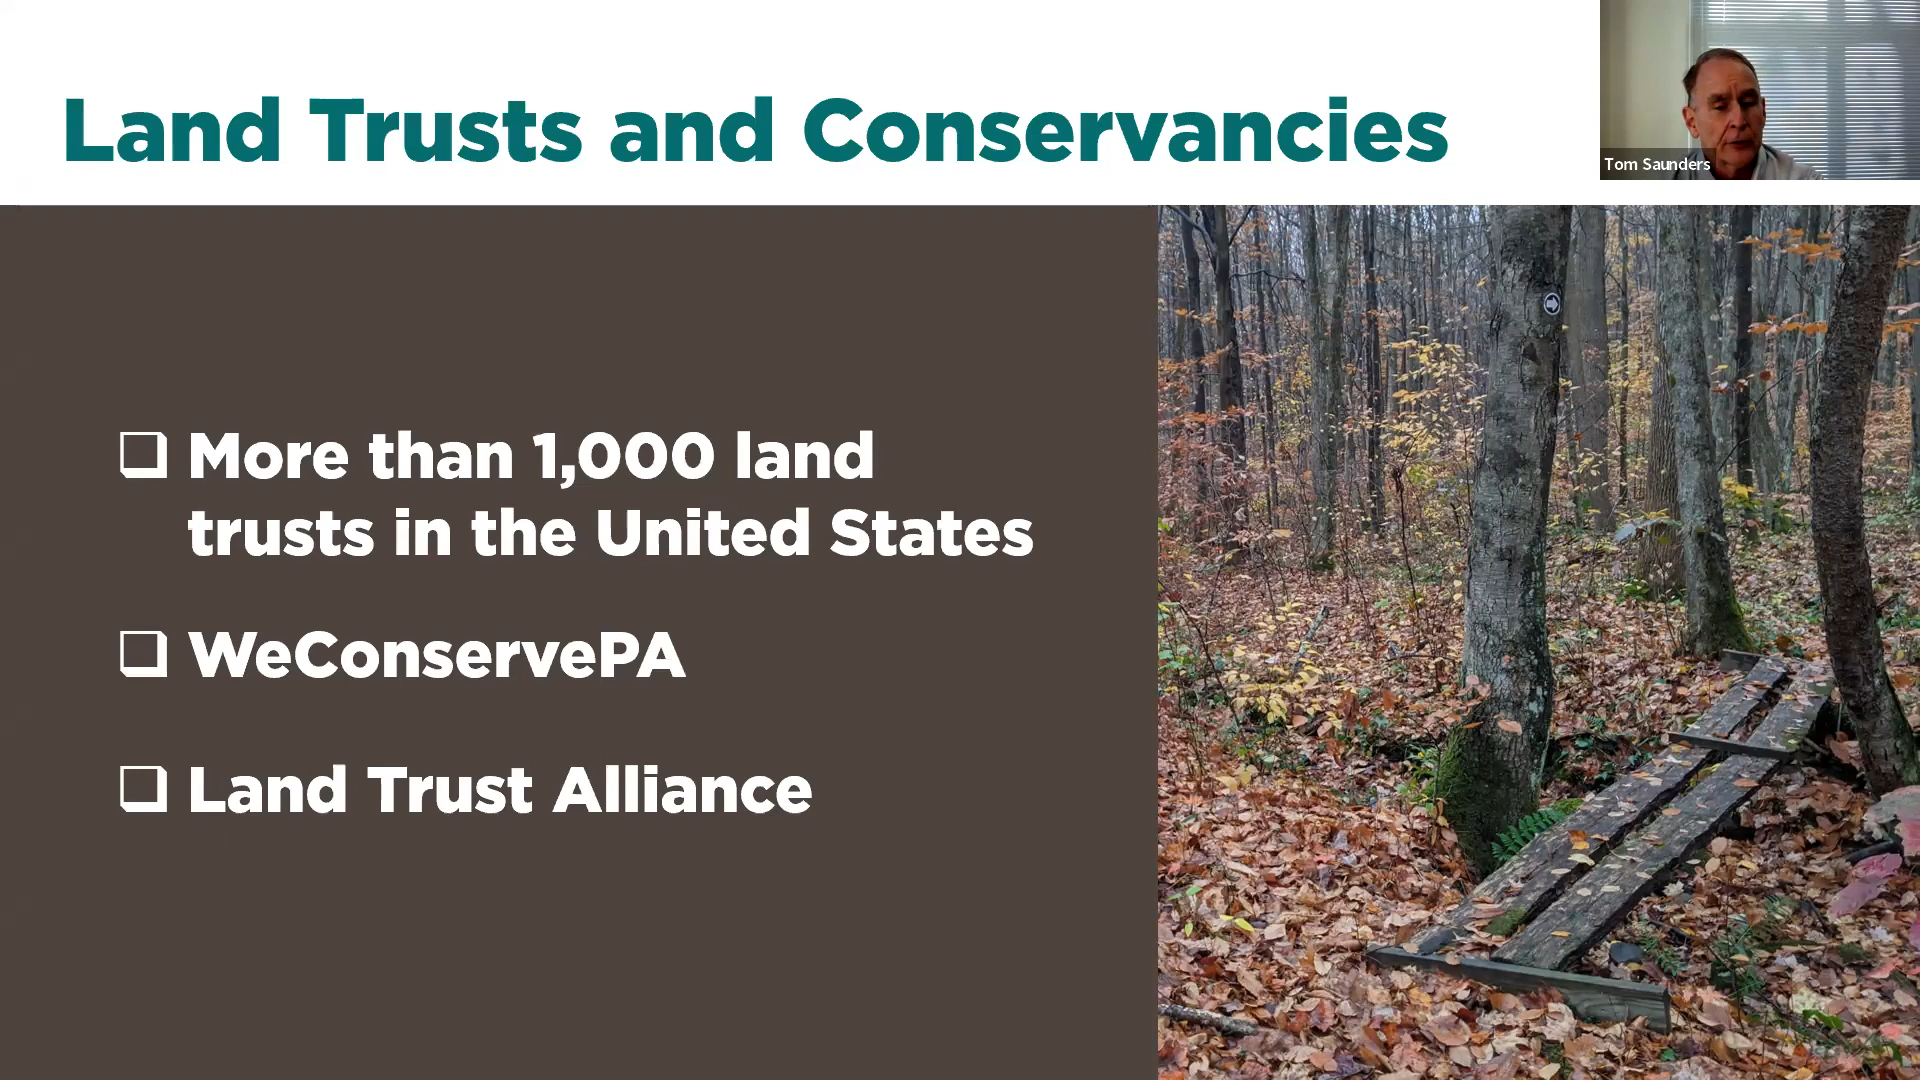 Land Trusts and Conservancies
Tom Saunders
More than 1,000 land
trusts in the United States
WeConservePA
Land Trust Alliance